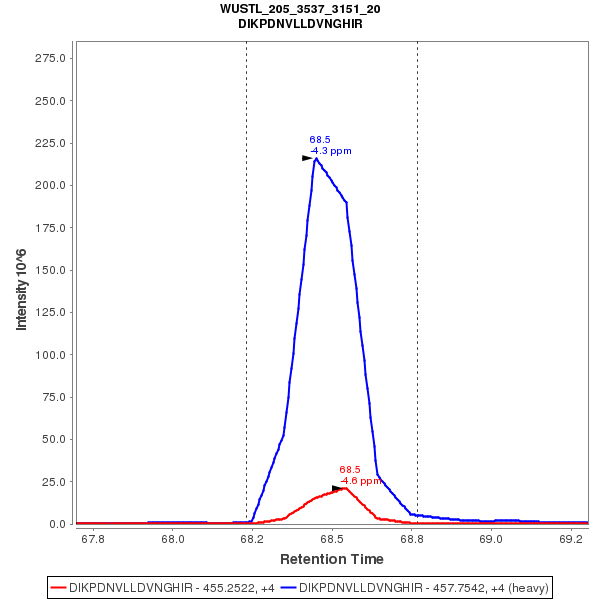 WUSTL_205_3537_3151_20
DIKPDNVLLDVNGHIR
275.0
250.0
225.0
200.0
175.0
150.0
125.0
100.0
75.0
50.0
25.0
0.0
Intensity 10^6
68.5
-4.3 ppm
68.5
-4.6 ppm
67.8 68.0 68.2 68.5 68.8 69.0 69.2
Retention Time
DIKPDNVLLDVNGHIR - 455.2522, +4 DIKPDNVLLDVNGHIR - 457.7542, +4 (heavy)